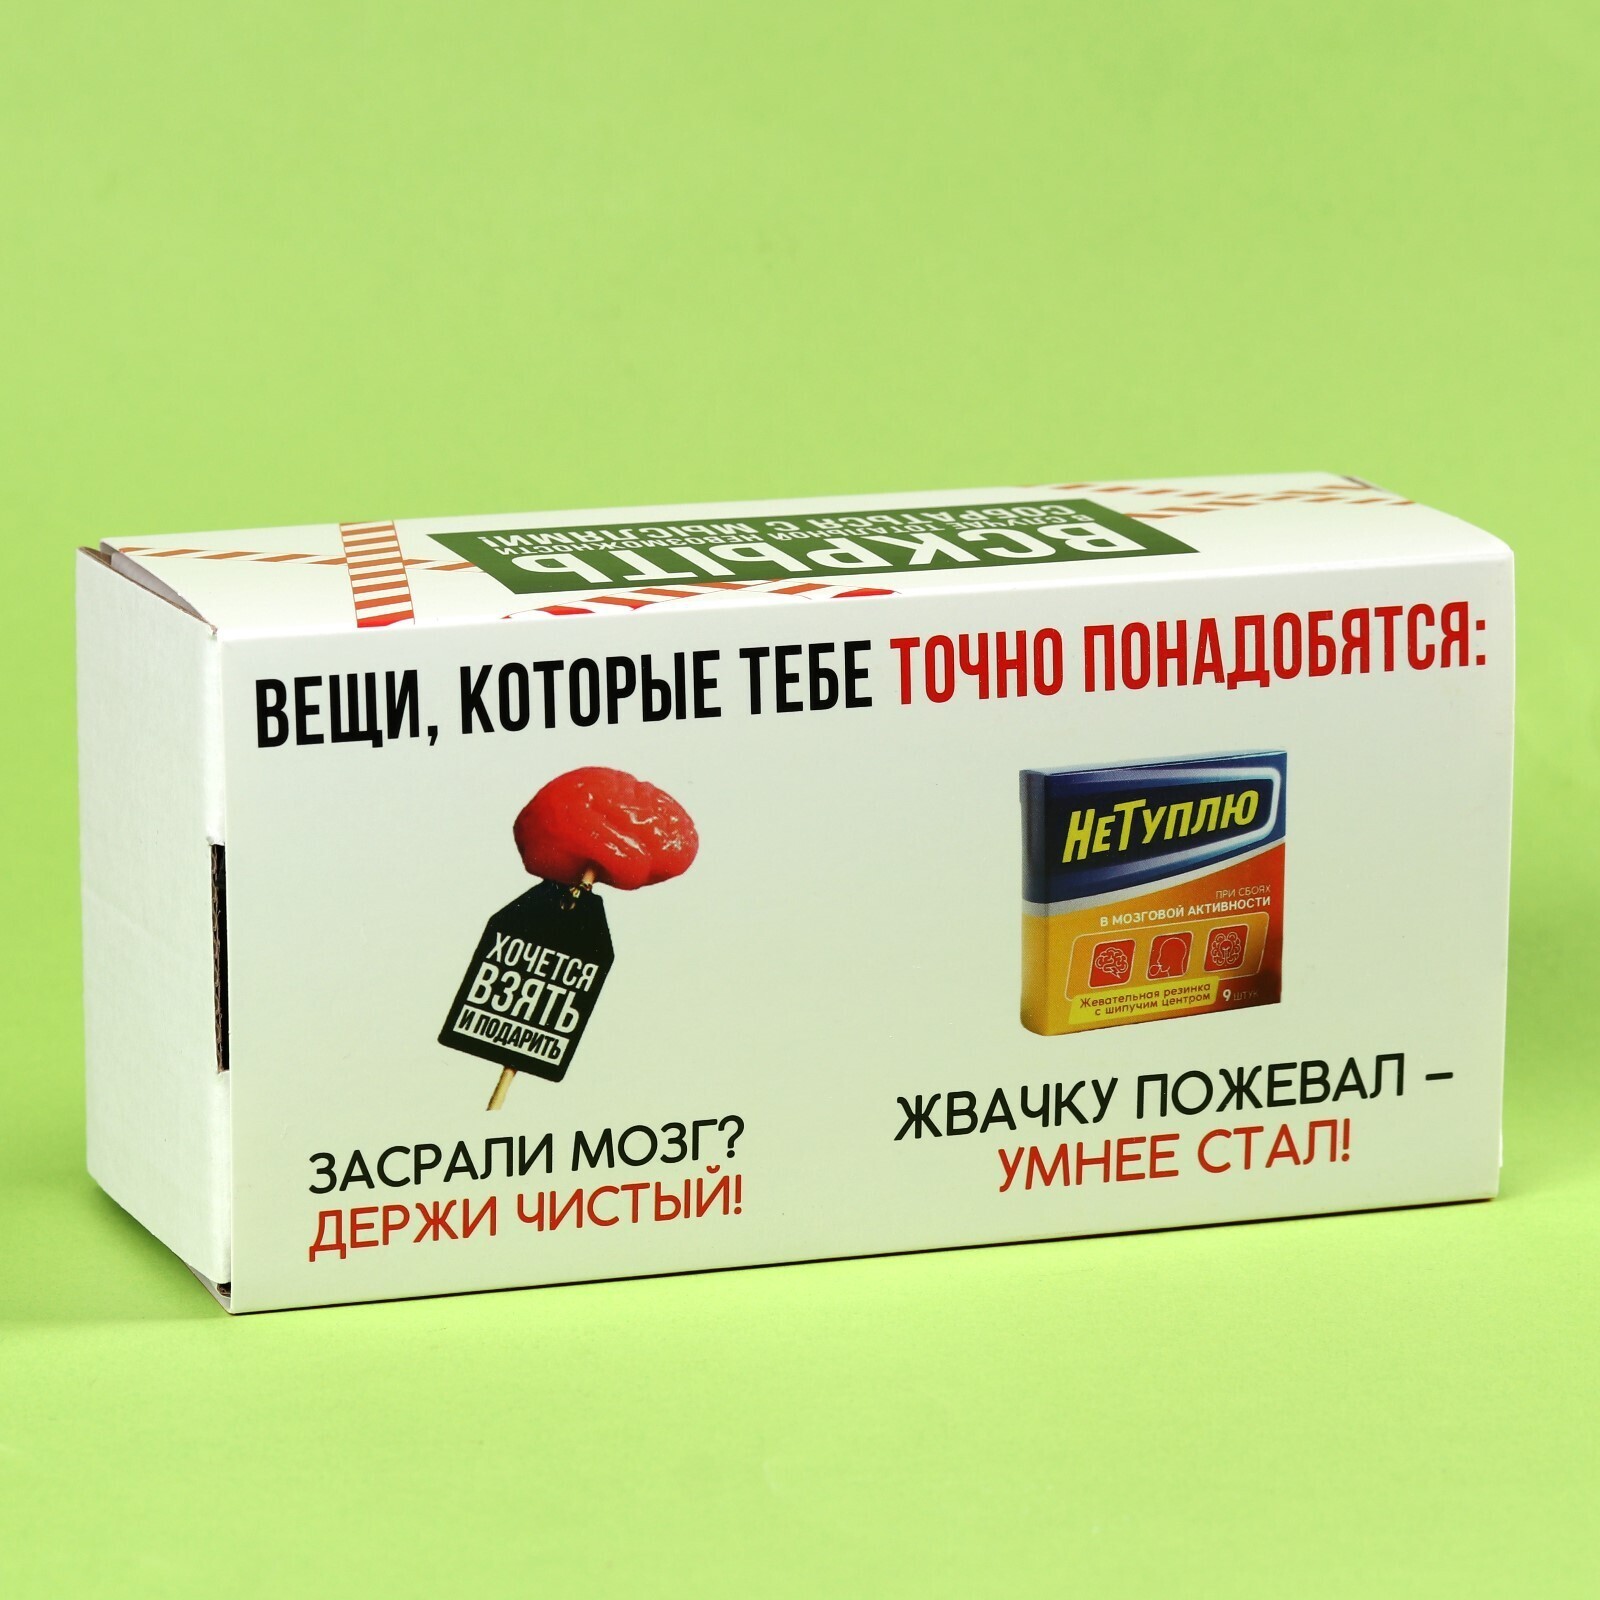 ВСКРЫТЬ
В СЛУЧАЕ ТОТАЛЬНОЙ НЕВОЗМОЖНОСТИ
СОБРАТЬСЯ С МЫСЛЯМИ!
ВЕЩИ, КОТОРЫЕ ТЕБЕ ТОЧНО ПОНАДОБЯТСЯ:
ХОЧЕТСЯ
ВЗЯТЬ
И ПОДАРИТЬ
ЗАСРАЛИ МОЗГ?
ДЕРЖИ ЧИСТЫЙ!
НЕТУПЛЮ
ПРИ СБОЯХ
В МОЗГОВОЙ АКТИВНОСТИ
Жевательная резинка
с шипучим центром
9 ШТУК
ЖВАЧКУ ПОЖЕВАЛ –
УМНЕЕ СТАЛ!